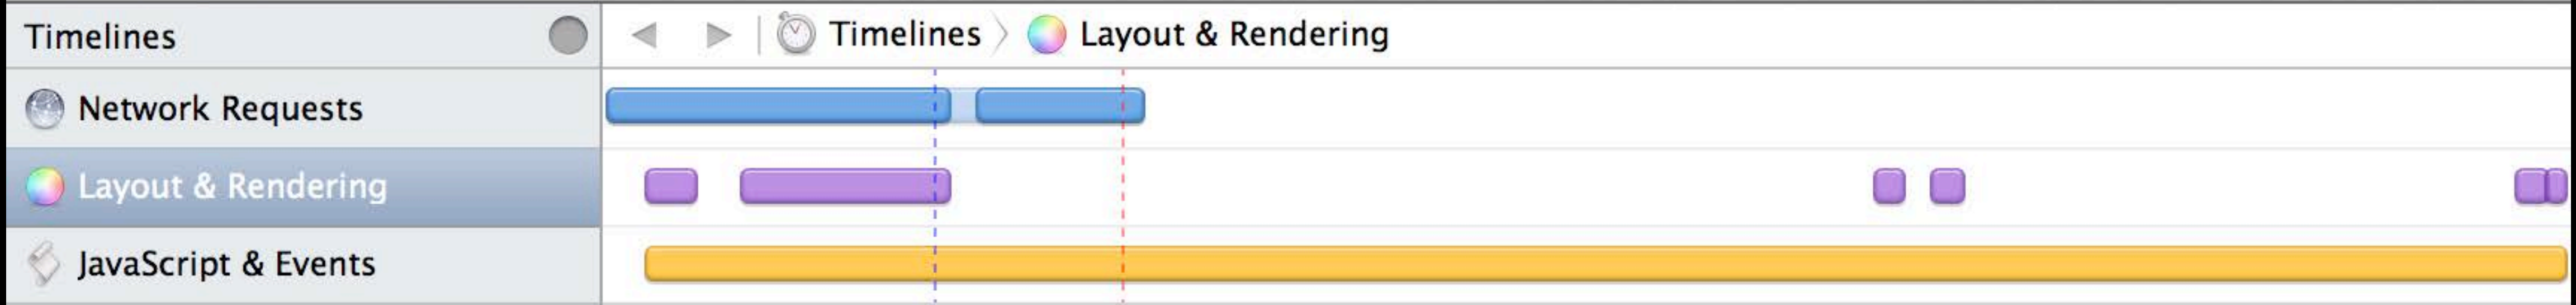 Timelines
Timelines Layout & Rendering
Network Requests
Layout & Rendering
JavaScript & Events